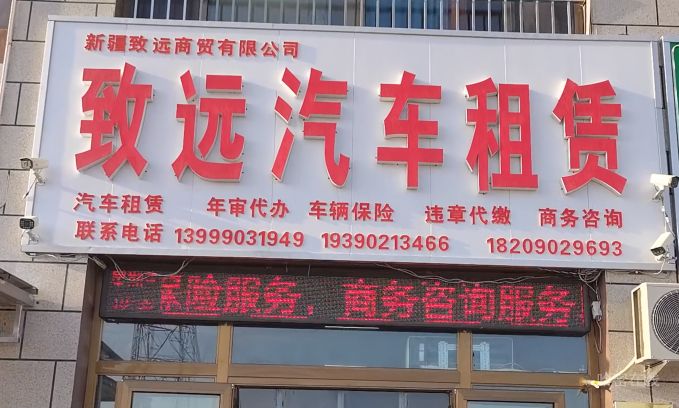 新疆致远商贸有限公司
致远汽车租赁
汽车租赁 年审代办 车辆保险 违章代缴 商务咨询
联系电话 13999031949 19390213466 18209029693
险服务，商务咨询服务